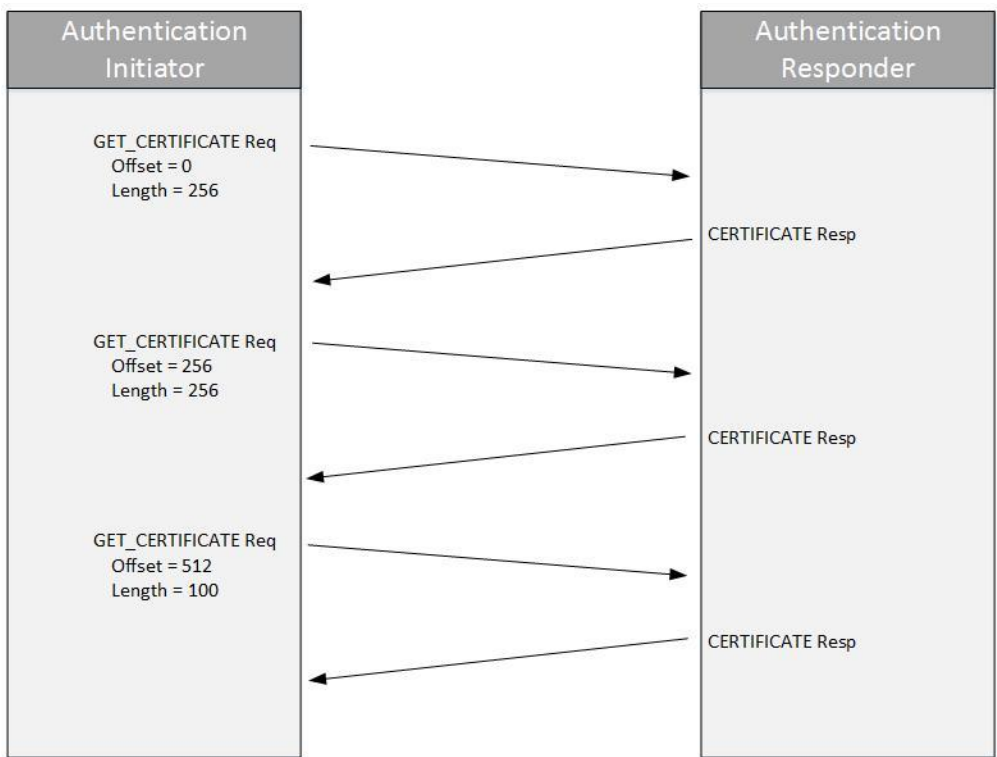 Authentication
Initiator
Authentication
Responder
GET_CERTIFICATE Req
Offset = 0
Length = 256
CERTIFICATE Resp
GET_CERTIFICATE Req
Offset = 256
Length = 256
CERTIFICATE Resp
GET_CERTIFICATE Req
Offset = 512
Length = 100
CERTIFICATE Resp